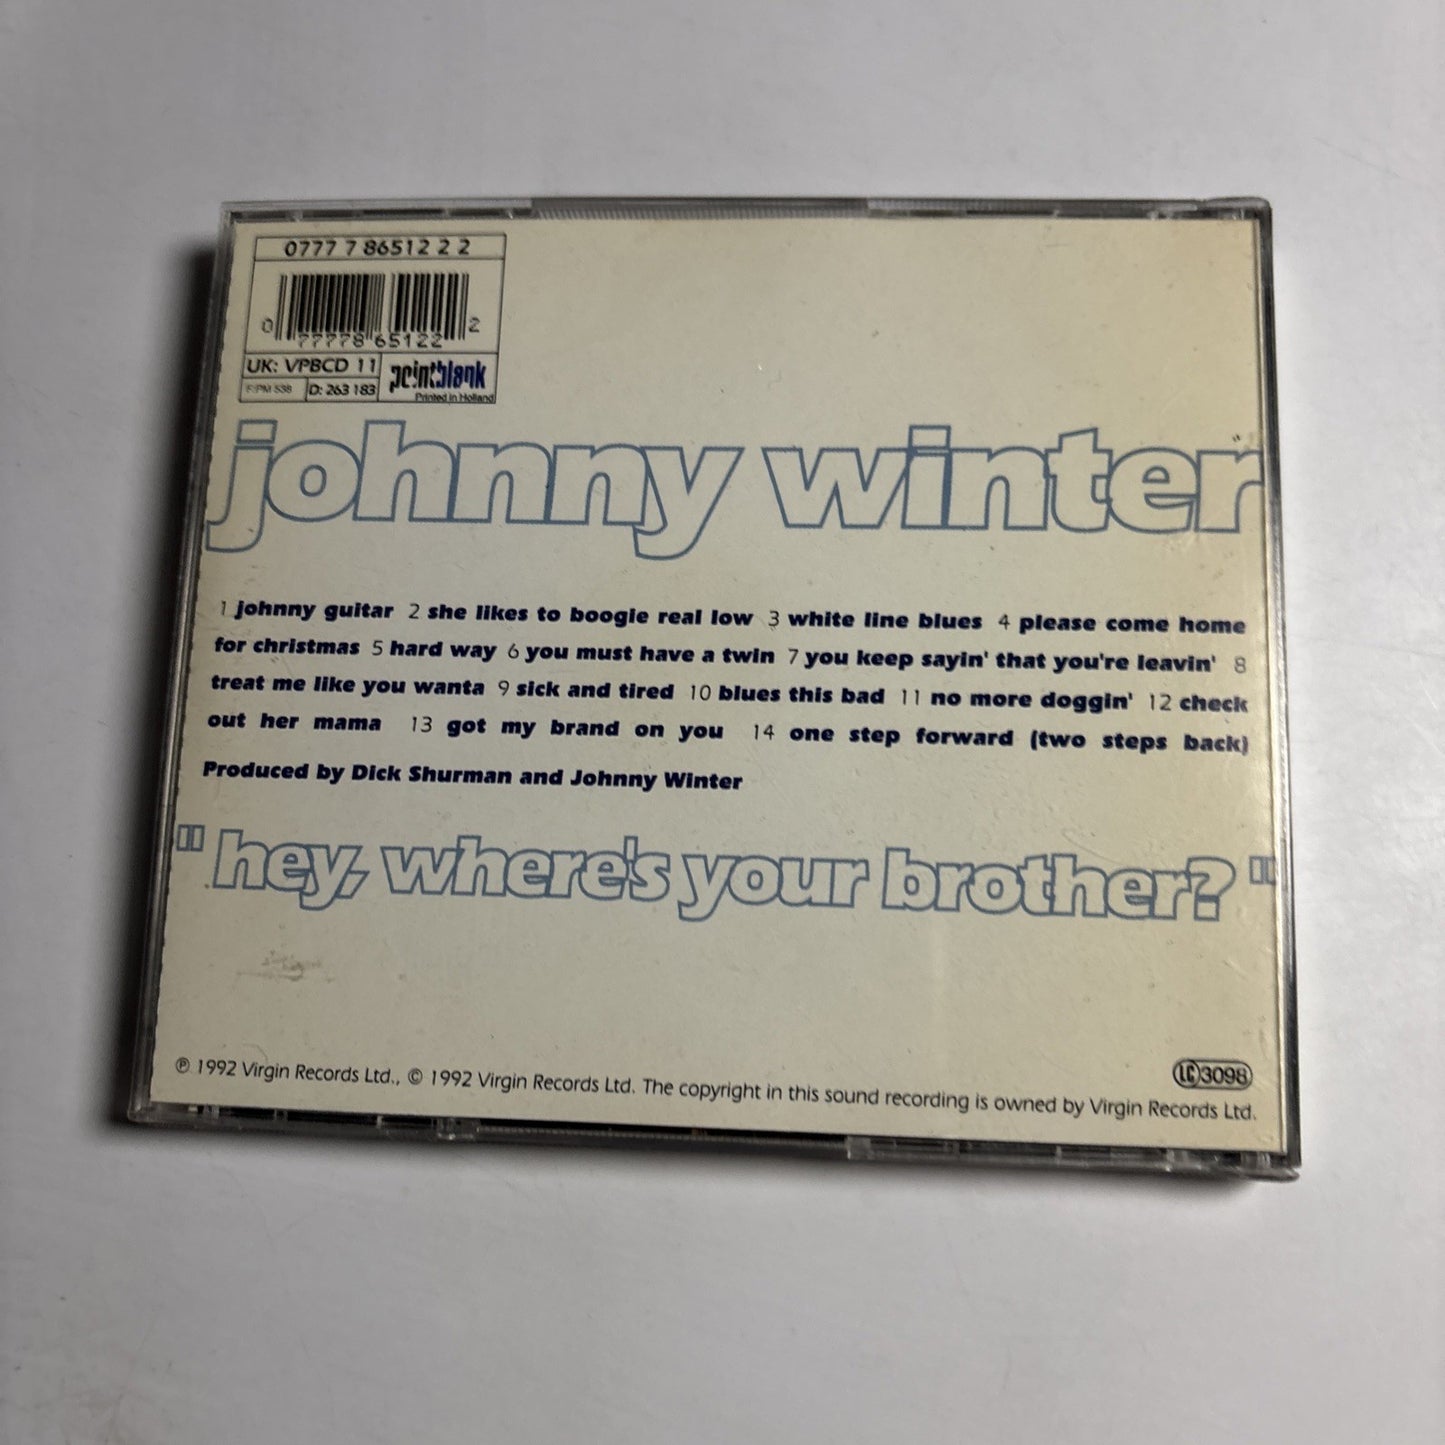 0777 7 86512 2 2
0 77778 65122 2
UK: VPBCD 11
F:PM 538
D: 263 183
pointblank
Printed in Holland
johnny winter
1 johnny guitar 2 she likes to boogie real low 3 white line blues 4 please come home
for christmas 5 hard way 6 you must have a twin 7 you keep sayin' that you're leavin' 8
treat me like you wanta 9 sick and tired 10 blues this bad 11 no more doggin' 12 check
out her mama 13 got my brand on you 14 one step forward (two steps back)
Produced by Dick Shurman and Johnny Winter
"hey, where's your brother?"
LC 3098
℗ 1992 Virgin Records Ltd., © 1992 Virgin Records Ltd. The copyright in this sound recording is owned by Virgin Records Ltd.